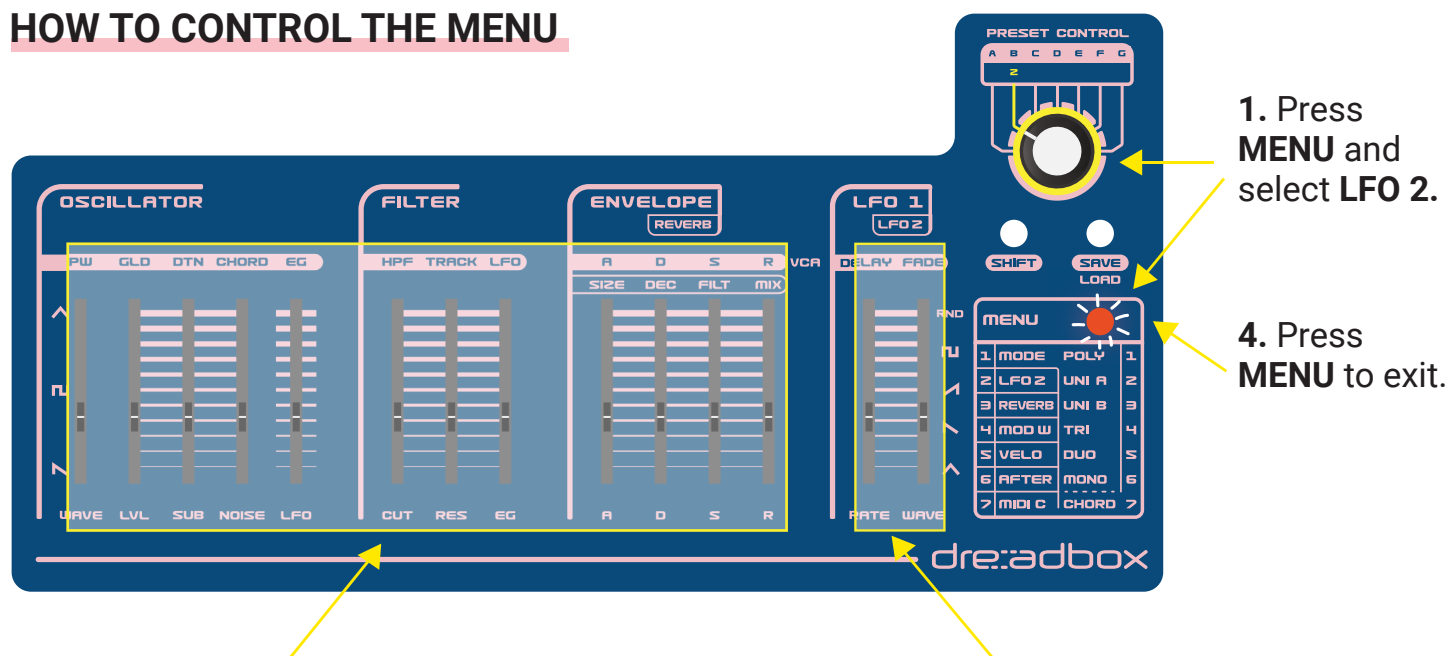 HOW TO CONTROL THE MENU
PRESET CONTROL
A B C D E F G
2
1. Press
MENU and
select LFO 2.
OSCILLATOR
FILTER
ENVELOPE
REVERB
LFO 1
LFO 2
SHIFT
SAVE
LOAD
PW GLD DTN CHORD EG
HPF TRACK LFO
A D S R VCA
DELAY FADE
SIZE DEC FILT MIX
RND
MENU
4. Press
MENU to exit.
1 MODE POLY 1
2 LFO 2 UNI A 2
3 REVERB UNI B 3
4 MOD W TRI 4
5 VELO DUO 5
6 AFTER MONO 6
7 MIDI C CHORD 7
WAVE LVL SUB NOISE LFO
CUT RES EG
A D S R
RATE WAVE
dre::adbox